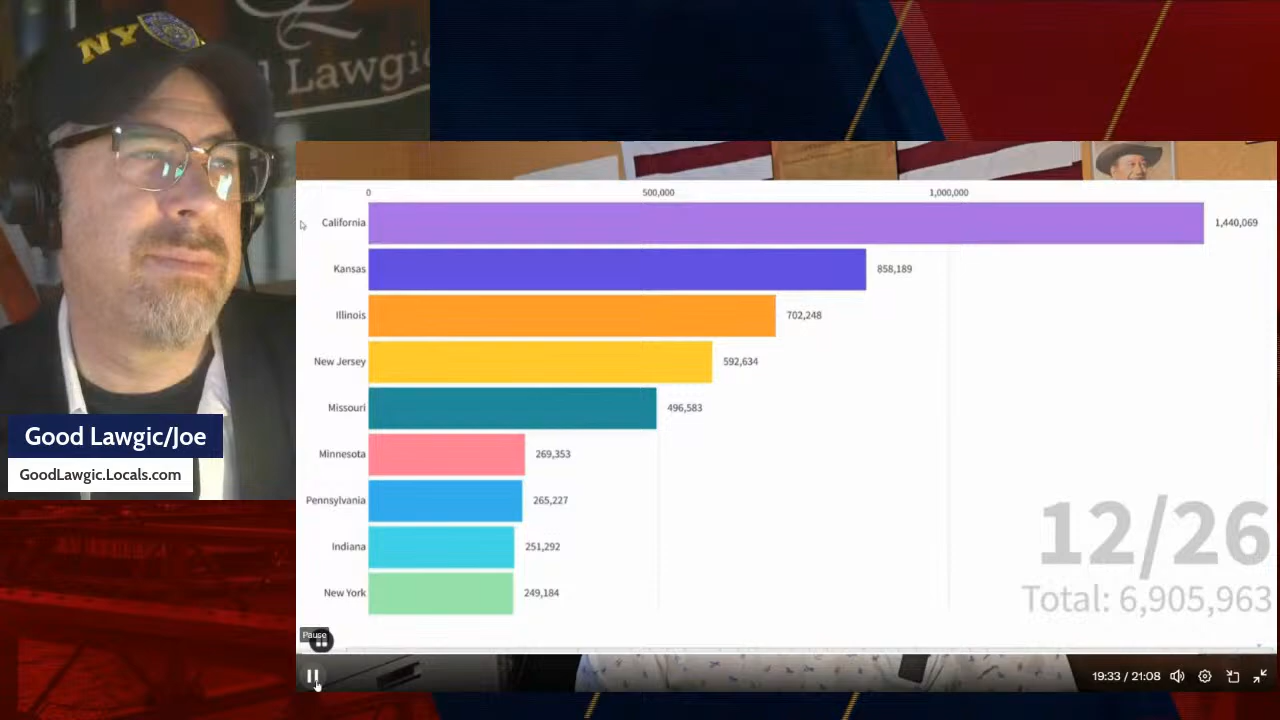 NY
Lawgic
0
500,000
1,000,000
California
1,440,069
Kansas
858,189
Illinois
702,248
New Jersey
592,634
Missouri
496,583
Minnesota
269,353
Pennsylvania
265,227
Indiana
251,292
New York
249,184
12/26
Total: 6,905,963
Good Lawgic/Joe
GoodLawgic.Locals.com
Pause
19:33 / 21:08